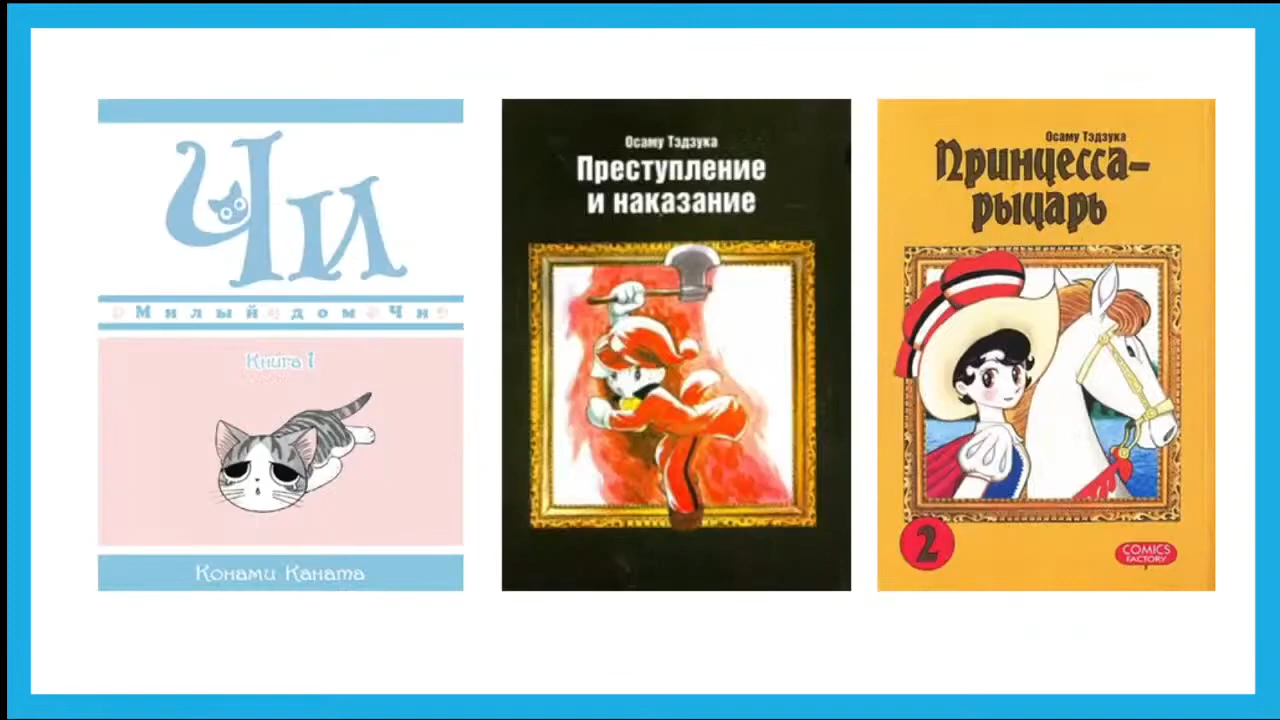 Чи
Милый дом Чи
Книга 1
Конами Каната
Осаму Тэдзука
Преступление
и наказание
Осаму Тэдзука
Принцесса-
рыцарь
2
COMICS
FACTORY